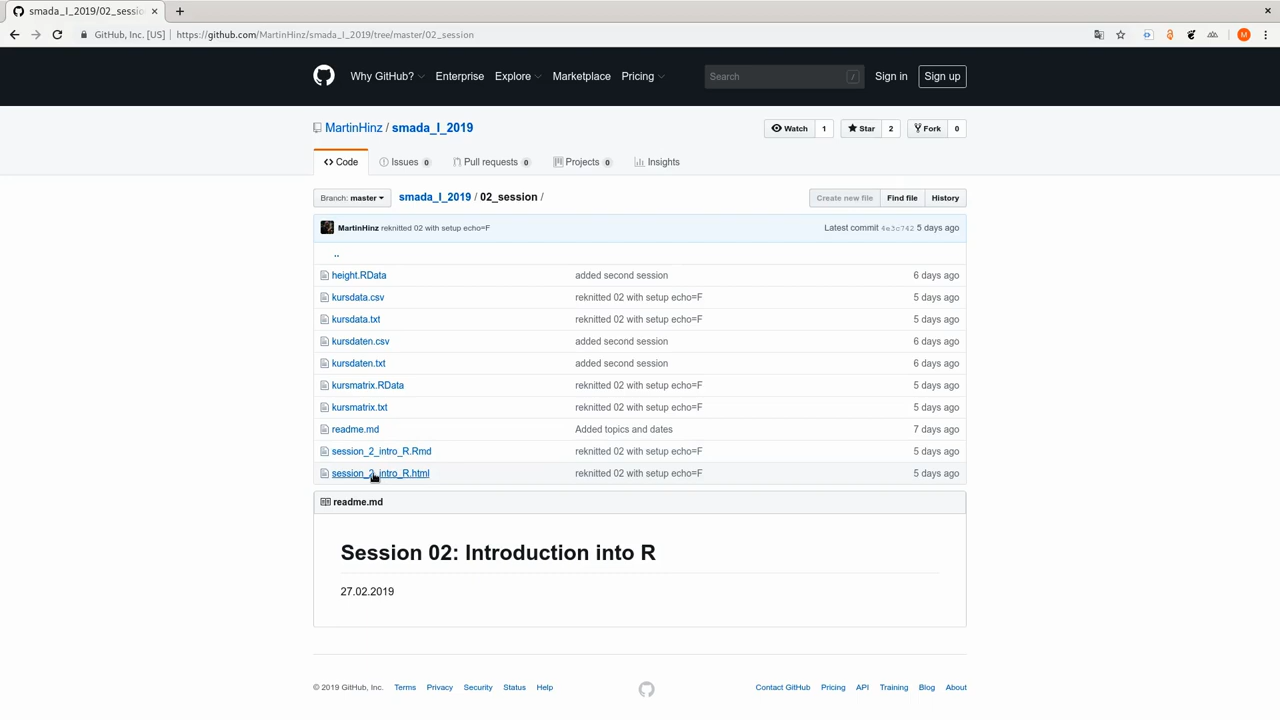 smada_I_2019/02_sessio
GitHub, Inc. [US] https://github.com/MartinHinz/smada_I_2019/tree/master/02_session
Why GitHub? Enterprise Explore Marketplace Pricing Search / Sign in Sign up
MartinHinz / smada_I_2019 Watch 1 Star 2 Fork 0
Code Issues 0 Pull requests 0 Projects 0 Insights
Branch: master smada_I_2019 / 02_session / Create new file Find file History
MartinHinz reknitted 02 with setup echo=F Latest commit 4e3c742 5 days ago
..
height.RData added second session 6 days ago
kursdata.csv reknitted 02 with setup echo=F 5 days ago
kursdata.txt reknitted 02 with setup echo=F 5 days ago
kursdaten.csv added second session 6 days ago
kursdaten.txt added second session 6 days ago
kursmatrix.RData reknitted 02 with setup echo=F 5 days ago
kursmatrix.txt reknitted 02 with setup echo=F 5 days ago
readme.md Added topics and dates 7 days ago
session_2_intro_R.Rmd reknitted 02 with setup echo=F 5 days ago
session_2_intro_R.html reknitted 02 with setup echo=F 5 days ago
readme.md
Session 02: Introduction into R
27.02.2019
© 2019 GitHub, Inc. Terms Privacy Security Status Help Contact GitHub Pricing API Training Blog About